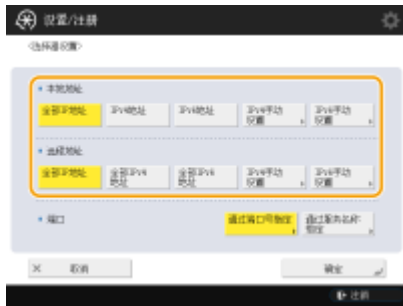 设置/注册
<选择器设置>
本地地址
全部IP地址 IPv4地址 IPv6地址 IPv4手动设置 IPv6手动设置
远程地址
全部IP地址 全部IPv4地址 全部IPv6地址 IPv4手动设置 IPv6手动设置
端口
通过端口号指定 通过服务名称指定
× 取消 确定
注销